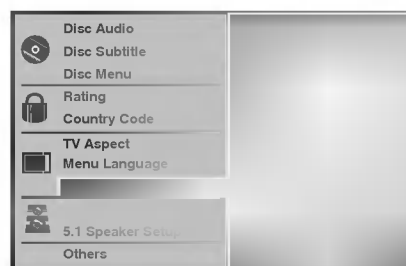 Disc Audio
Disc Subtitle
Disc Menu
Rating
Country Code
TV Aspect
Menu Language
5.1 Speaker Setup
Others